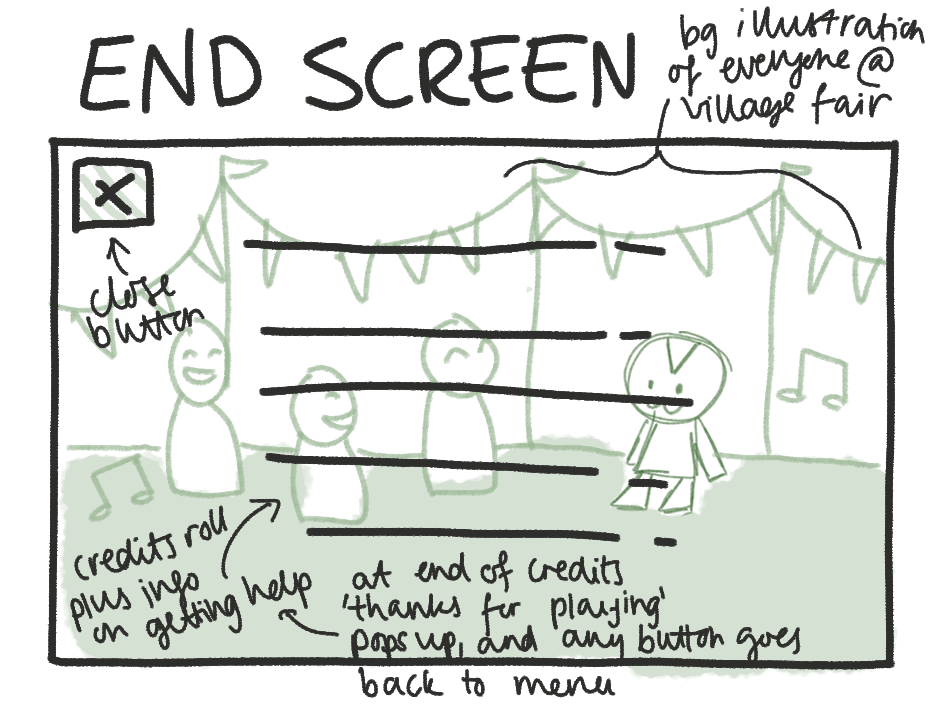 END SCREEN
bg illustration
of everyone @
village fair
X
close
button
credits roll
plus info
on getting help
at end of credits
'thanks for playing'
pops up, and any button goes
back to menu